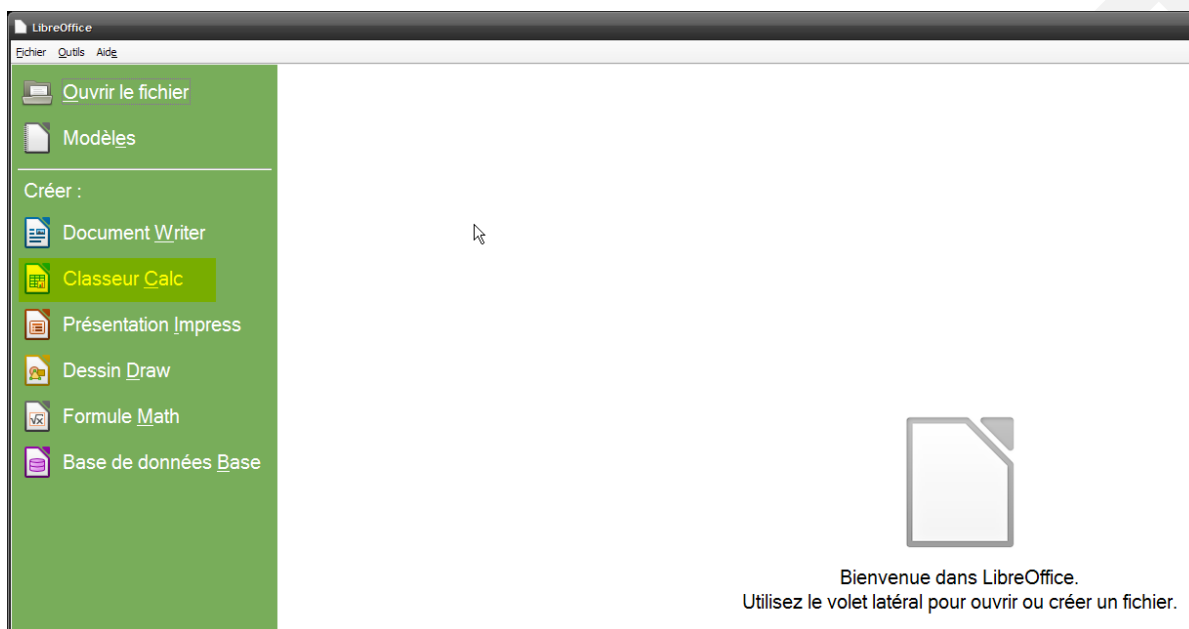 LibreOffice
Fichier Outils Aide
Ouvrir le fichier
Modèles
Créer :
Document Writer
Classeur Calc
Présentation Impress
Dessin Draw
Formule Math
Base de données Base
Bienvenue dans LibreOffice.
Utilisez le volet latéral pour ouvrir ou créer un fichier.